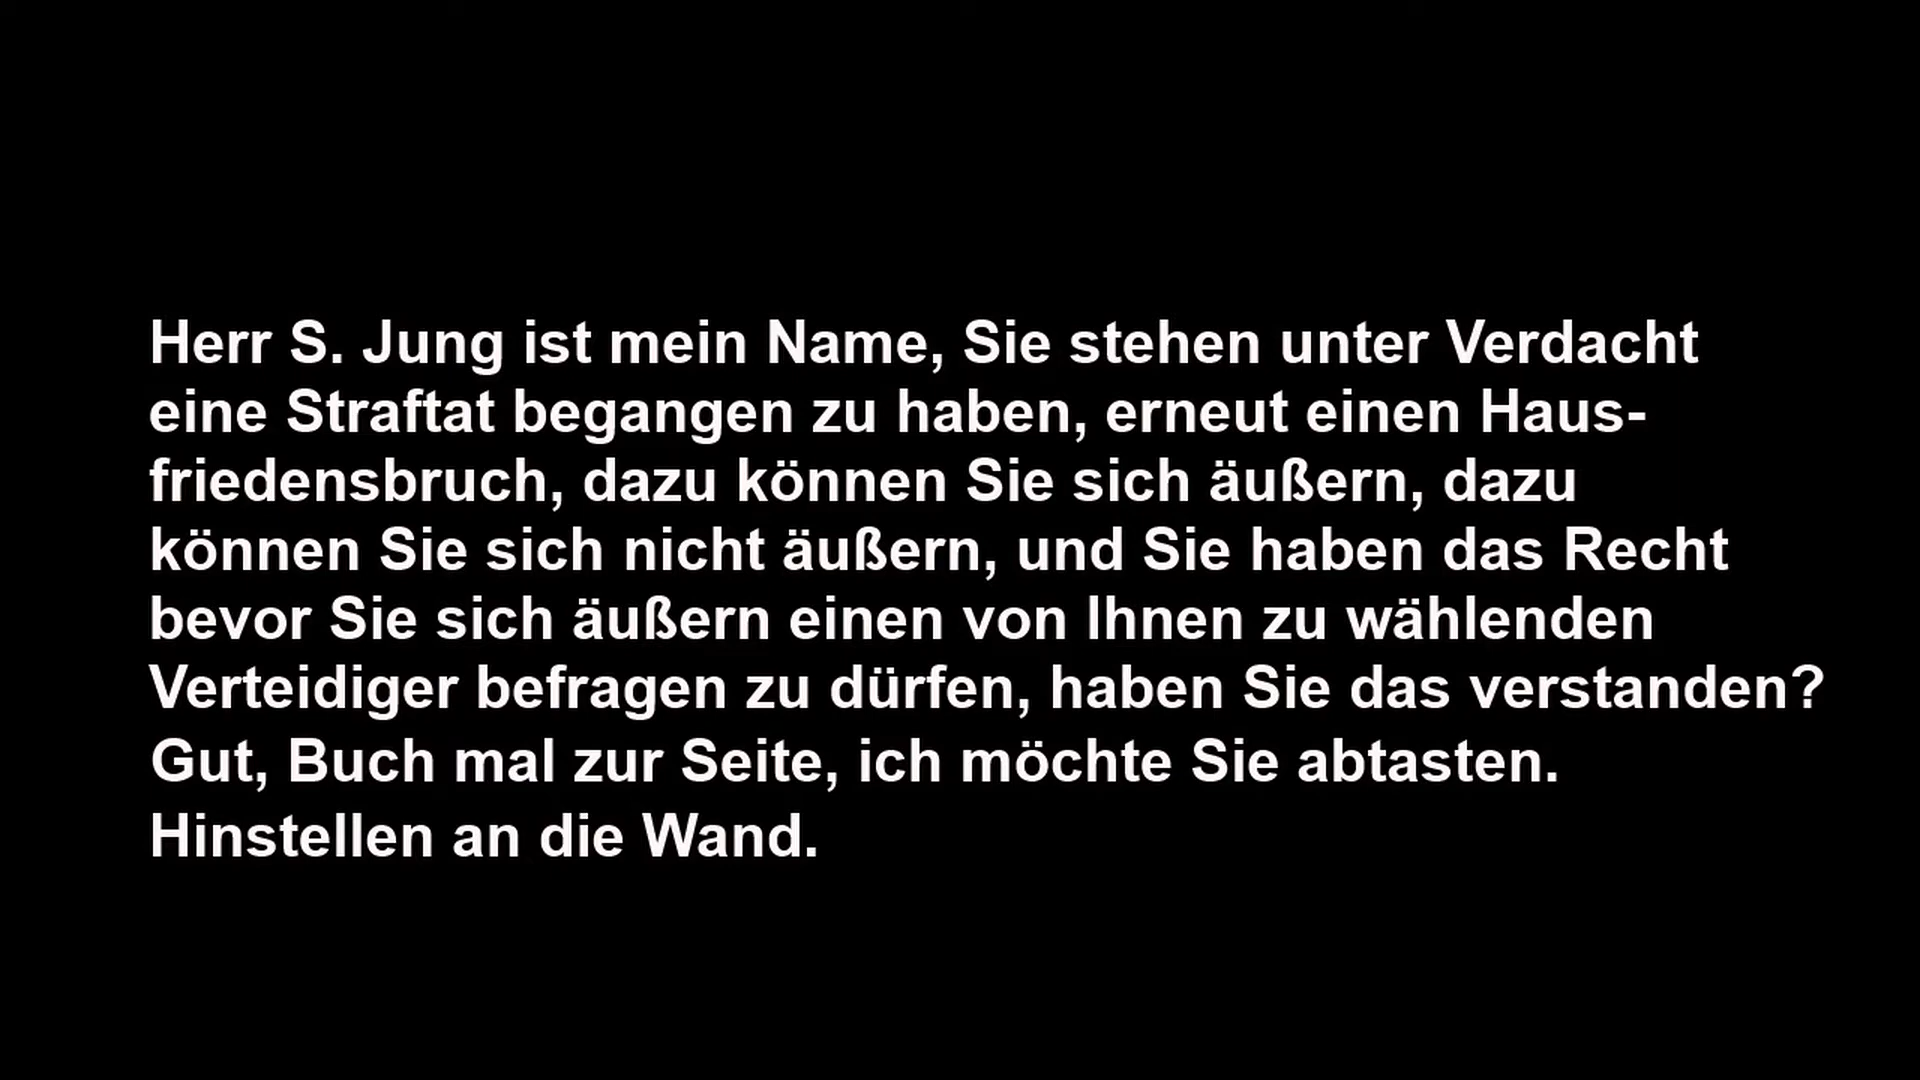 Herr S. Jung ist mein Name, Sie stehen unter Verdacht
eine Straftat begangen zu haben, erneut einen Haus-
friedensbruch, dazu können Sie sich äußern, dazu
können Sie sich nicht äußern, und Sie haben das Recht
bevor Sie sich äußern einen von Ihnen zu wählenden
Verteidiger befragen zu dürfen, haben Sie das verstanden?
Gut, Buch mal zur Seite, ich möchte Sie abtasten.
Hinstellen an die Wand.